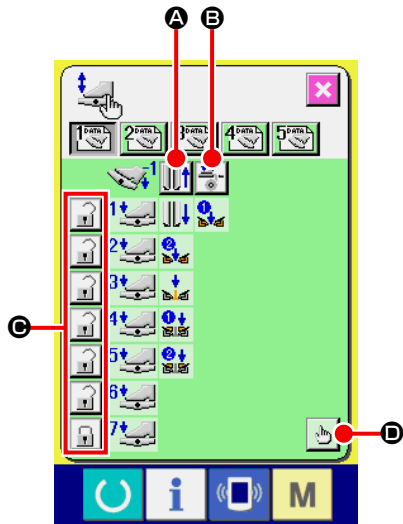 A B
X
1 DATA 2 DATA 3 DATA 4 DATA 5 DATA
-1
1 1
2 2
3
C 4 1
5 2
6
7 D
i M